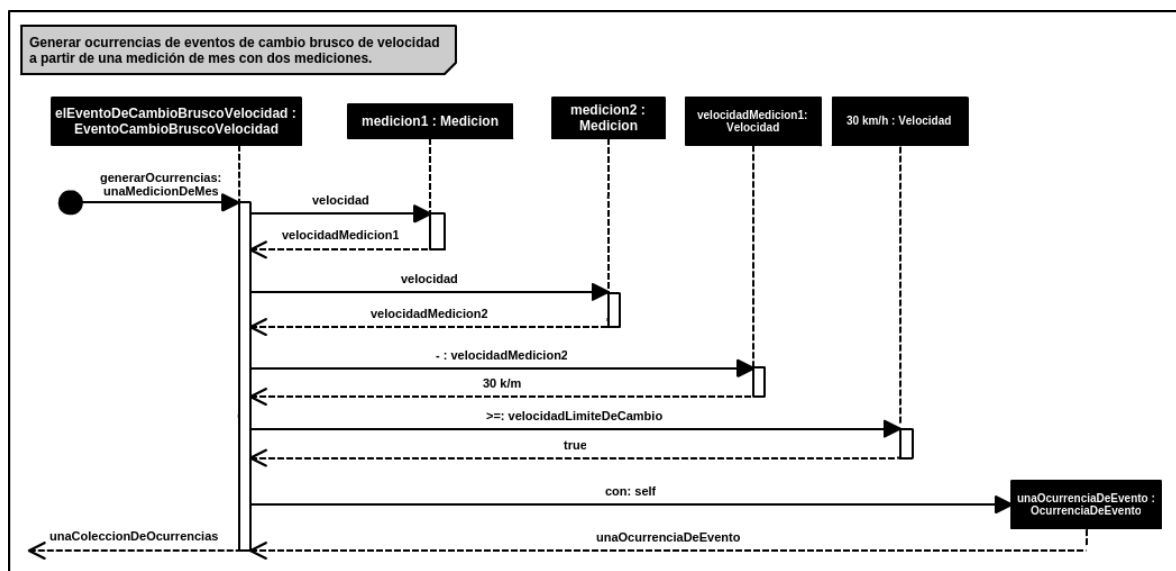 Generar ocurrencias de eventos de cambio brusco de velocidad
a partir de una medición de mes con dos mediciones.
elEventoDeCambioBruscoVelocidad :
EventoCambioBruscoVelocidad
medicion1 : Medicion
medicion2 :
Medicion
velocidadMedicion1:
Velocidad
30 km/h : Velocidad
generarOcurrencias:
unaMedicionDeMes
velocidad
velocidadMedicion1
velocidad
velocidadMedicion2
- : velocidadMedicion2
30 k/m
>=: velocidadLimiteDeCambio
true
con: self
unaOcurrenciaDeEvento :
OcurrenciaDeEvento
unaColeccionDeOcurrencias
unaOcurrenciaDeEvento